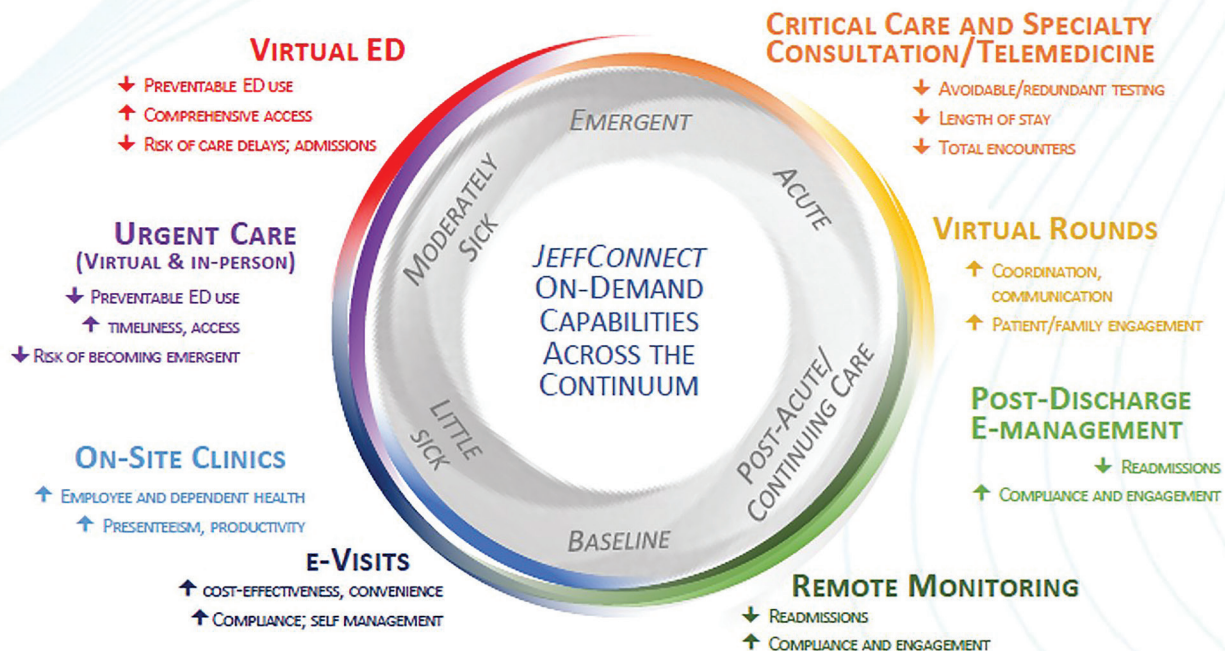 VIRTUAL ED
↓ PREVENTABLE ED USE
↑ COMPREHENSIVE ACCESS
↓ RISK OF CARE DELAYS; ADMISSIONS
URGENT CARE
(VIRTUAL & IN-PERSON)
↓ PREVENTABLE ED USE
↑ TIMELINESS, ACCESS
↓ RISK OF BECOMING EMERGENT
ON-SITE CLINICS
↑ EMPLOYEE AND DEPENDENT HEALTH
↑ PRESENTEEISM, PRODUCTIVITY
E-VISITS
↑ COST-EFFECTIVENESS, CONVENIENCE
↑ COMPLIANCE; SELF MANAGEMENT
EMERGENT
ACUTE
POST-ACUTE/
CONTINUING CARE
BASELINE
LITTLE
SICK
MODERATELY
SICK
JEFFCONNECT
ON-DEMAND
CAPABILITIES
ACROSS THE
CONTINUUM
CRITICAL CARE AND SPECIALTY
CONSULTATION/TELEMEDICINE
↓ AVOIDABLE/REDUNDANT TESTING
↓ LENGTH OF STAY
↓ TOTAL ENCOUNTERS
VIRTUAL ROUNDS
↑ COORDINATION,
COMMUNICATION
↑ PATIENT/FAMILY ENGAGEMENT
POST-DISCHARGE
E-MANAGEMENT
↓ READMISSIONS
↑ COMPLIANCE AND ENGAGEMENT
REMOTE MONITORING
↓ READMISSIONS
↑ COMPLIANCE AND ENGAGEMENT